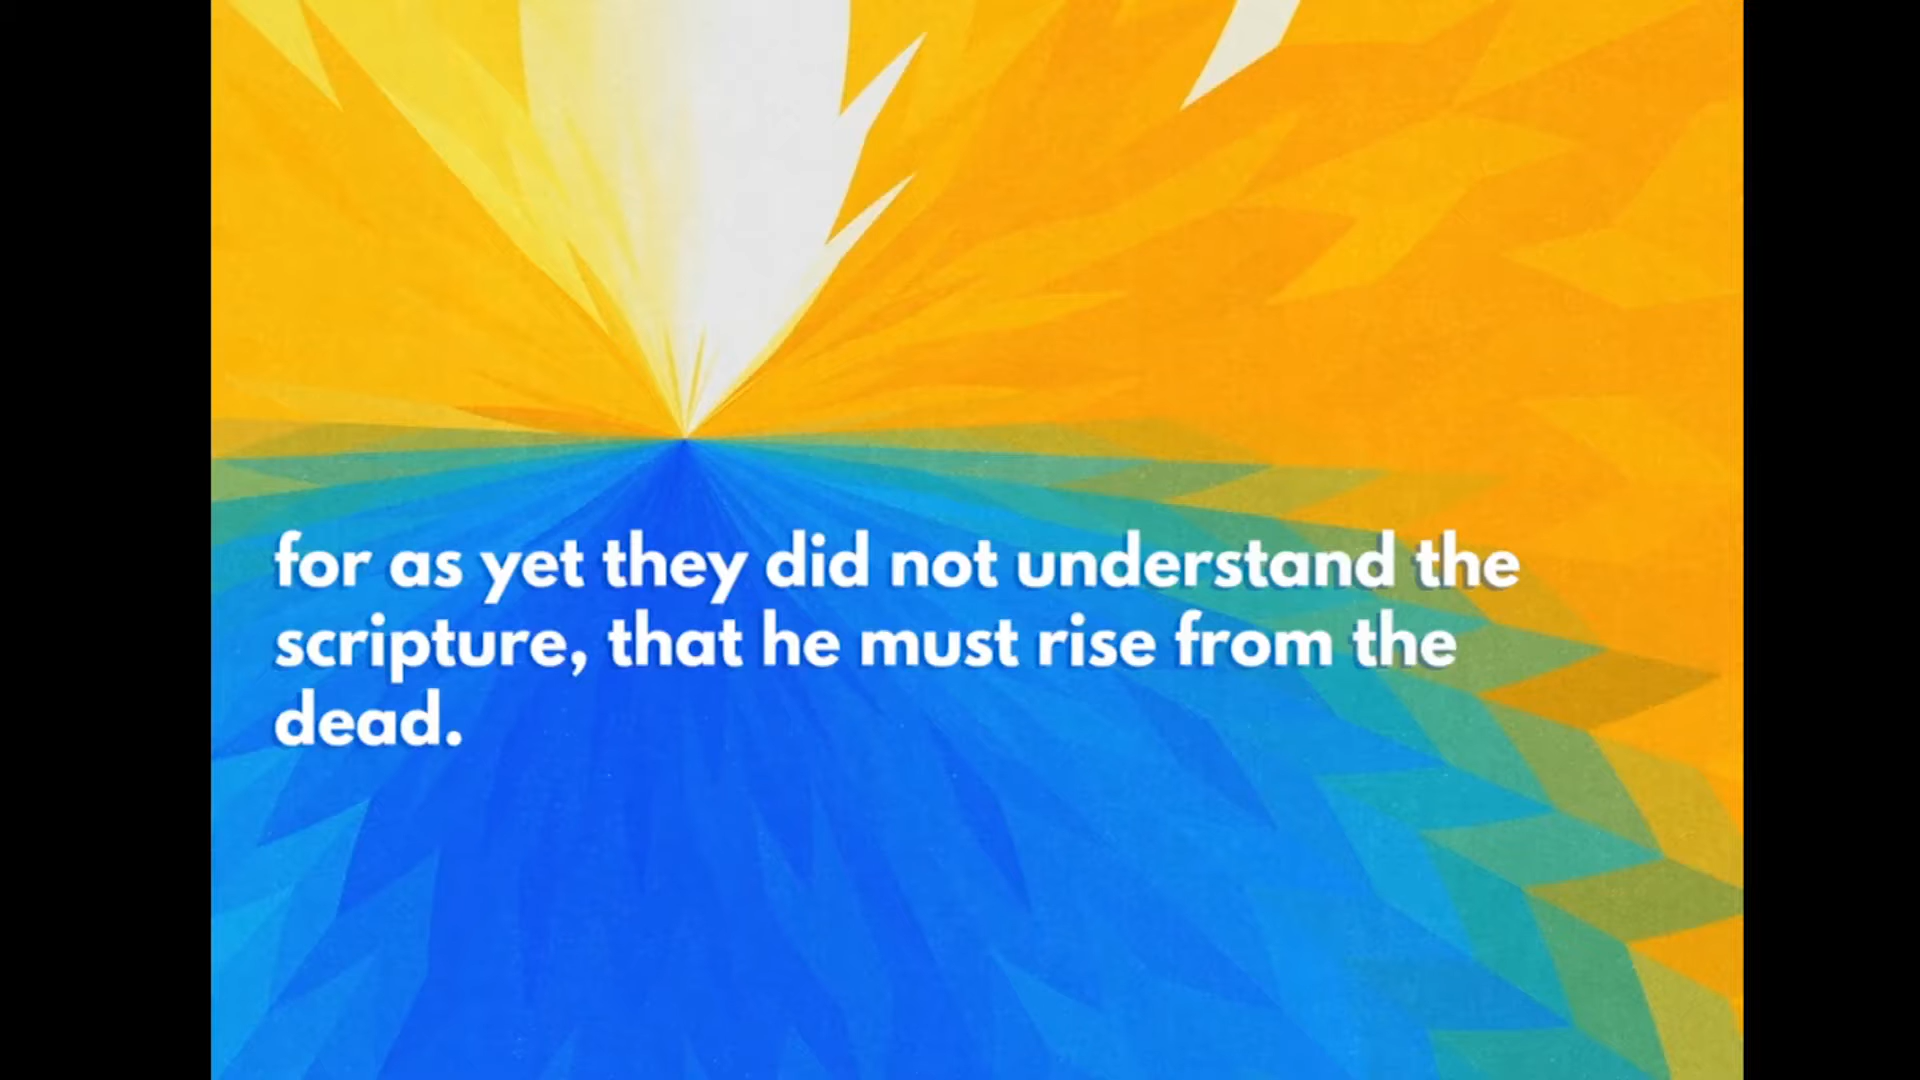 for as yet they did not understand the
scripture, that he must rise from the
dead.